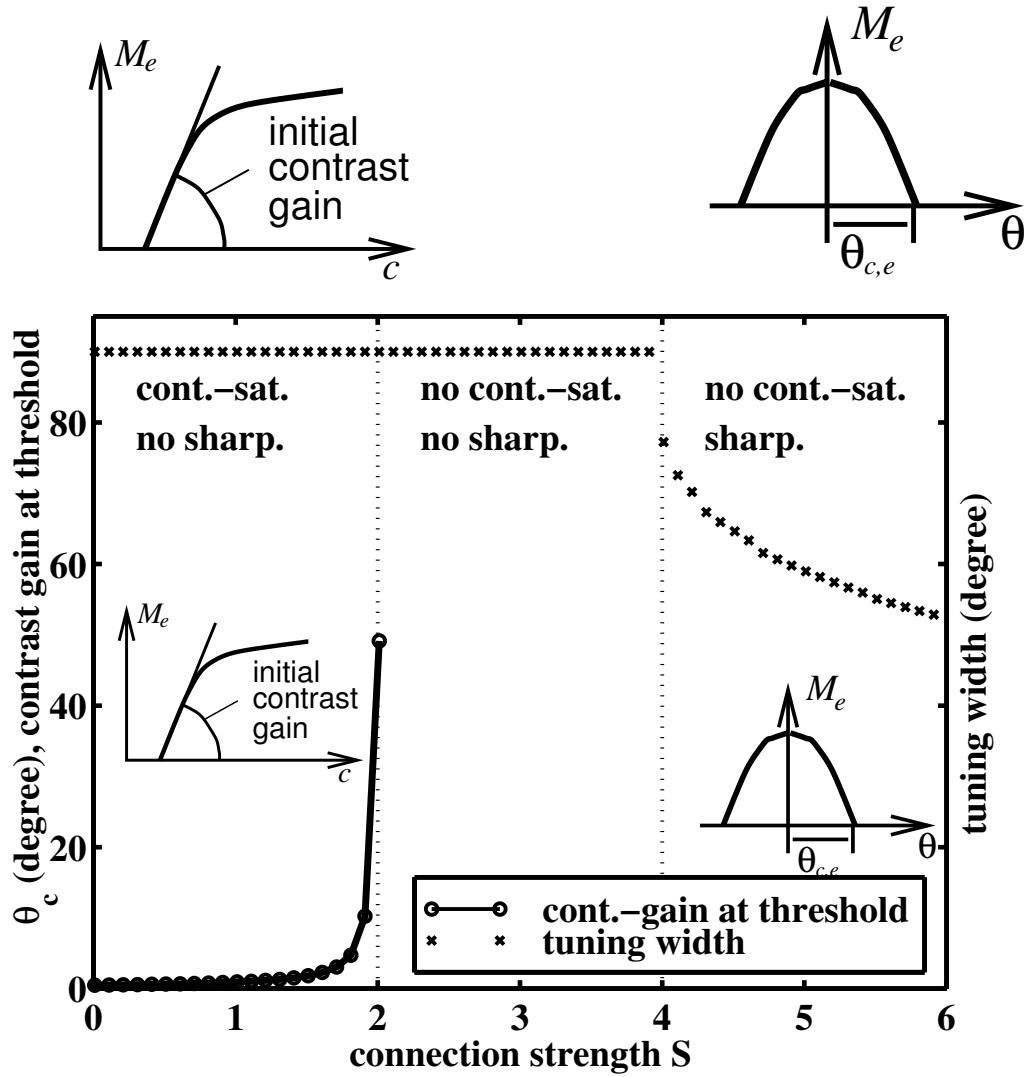 M_e
initial
contrast
gain
c
M_e
θ
θ_{c,e}
θ_c (degree), contrast gain at threshold
80
60
40
20
0
cont.−sat.
no sharp.
no cont.−sat.
no sharp.
no cont.−sat.
sharp.
M_e
initial
contrast
gain
c
M_e
θ
θ_{c,e}
cont.−gain at threshold
tuning width
tuning width (degree)
0 1 2 3 4 5 6
connection strength S